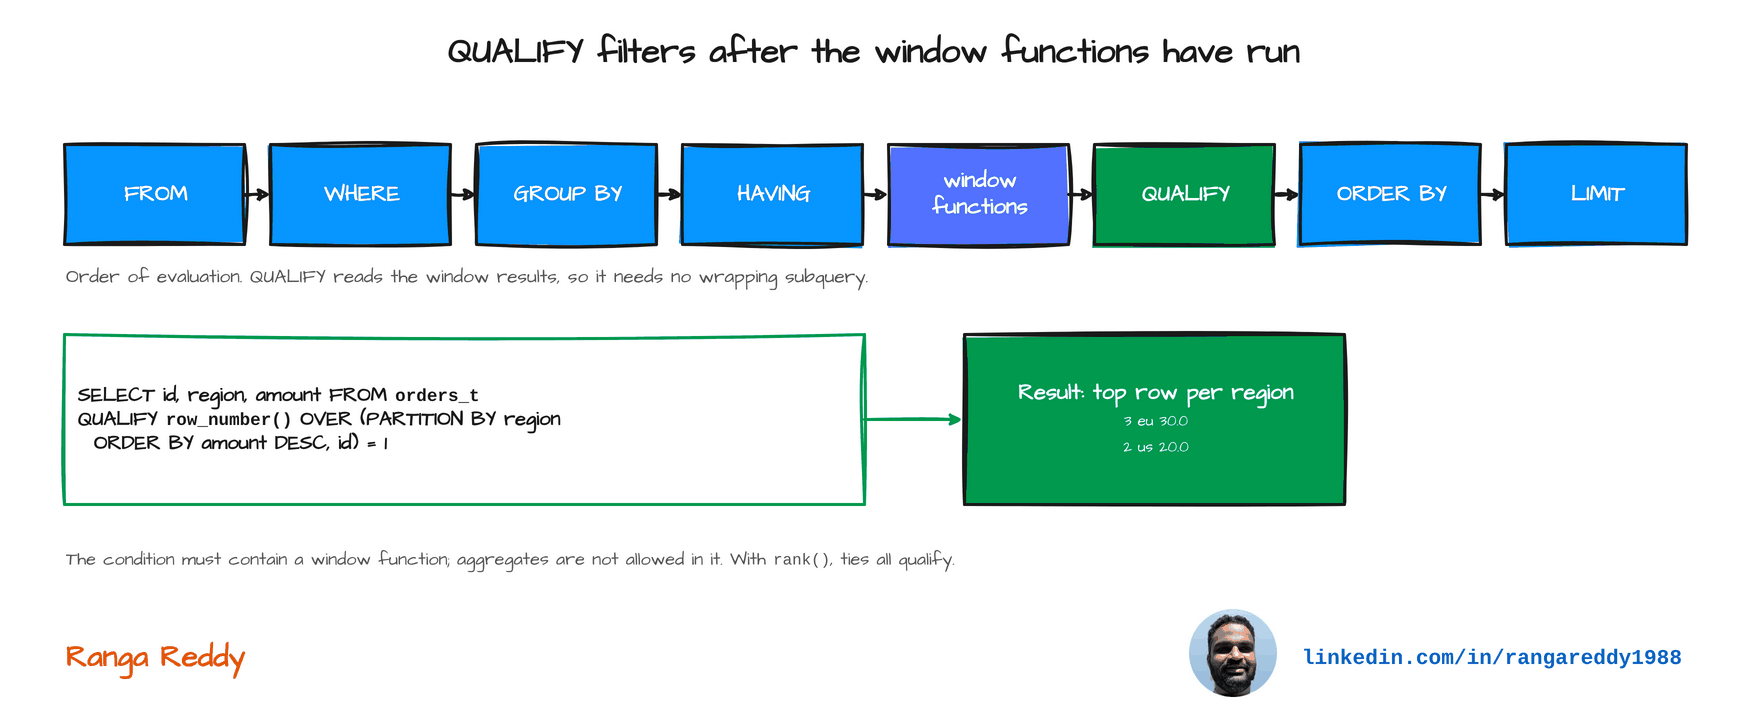 QUALIFY filters after the window functions have run
FROM
WHERE
GROUP BY
HAVING
window
functions
QUALIFY
ORDER BY
LIMIT
Order of evaluation. QUALIFY reads the window results, so it needs no wrapping subquery.
SELECT id, region, amount FROM orders_t
QUALIFY row_number() OVER (PARTITION BY region
ORDER BY amount DESC, id) = 1
Result: top row per region
3 eu 30.0
2 us 20.0
The condition must contain a window function; aggregates are not allowed in it. With rank(), ties all qualify.
Ranga Reddy
linkedin.com/in/rangareddy1988